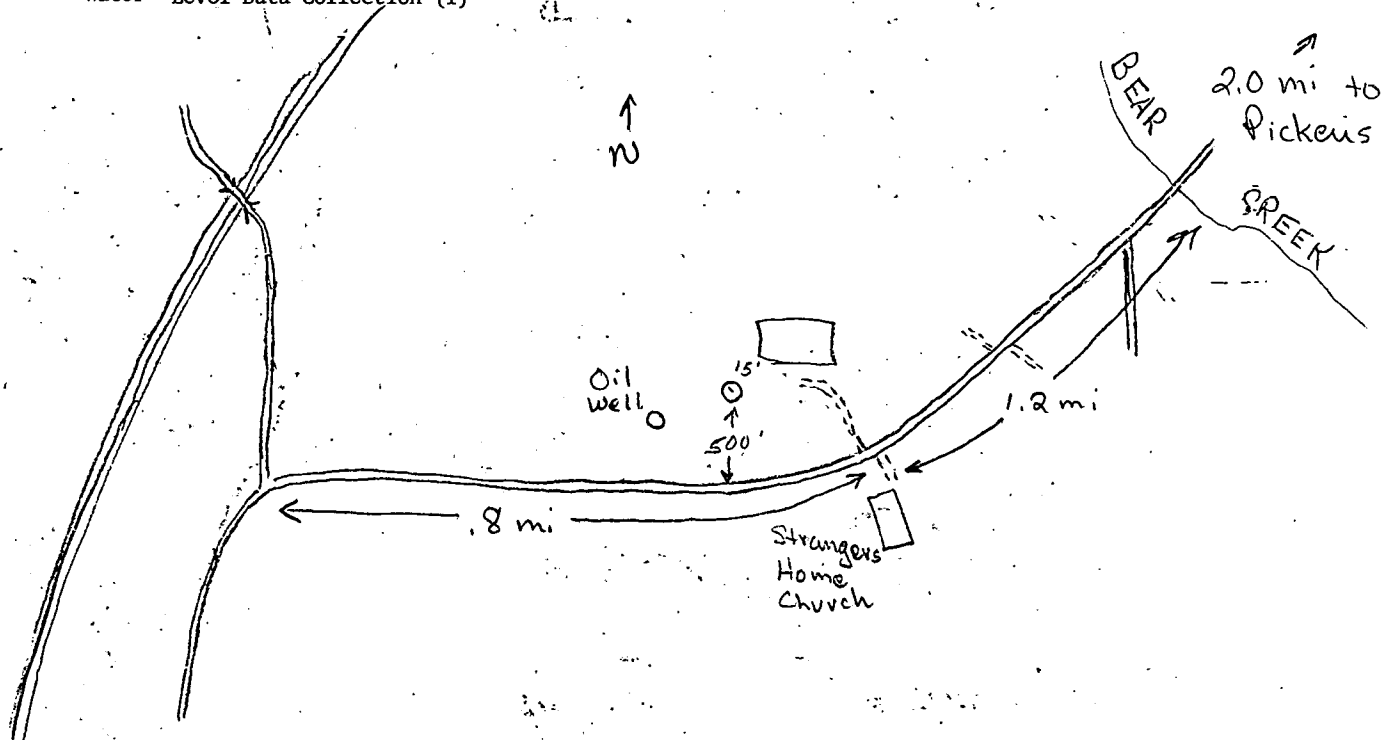 Water Level Data Collection (1)
BEAR
CREEK
2.0 mi to
Pickens
N
Oil
Well
15'
500'
1.2 mi
.8 mi
Strangers
Home
Church